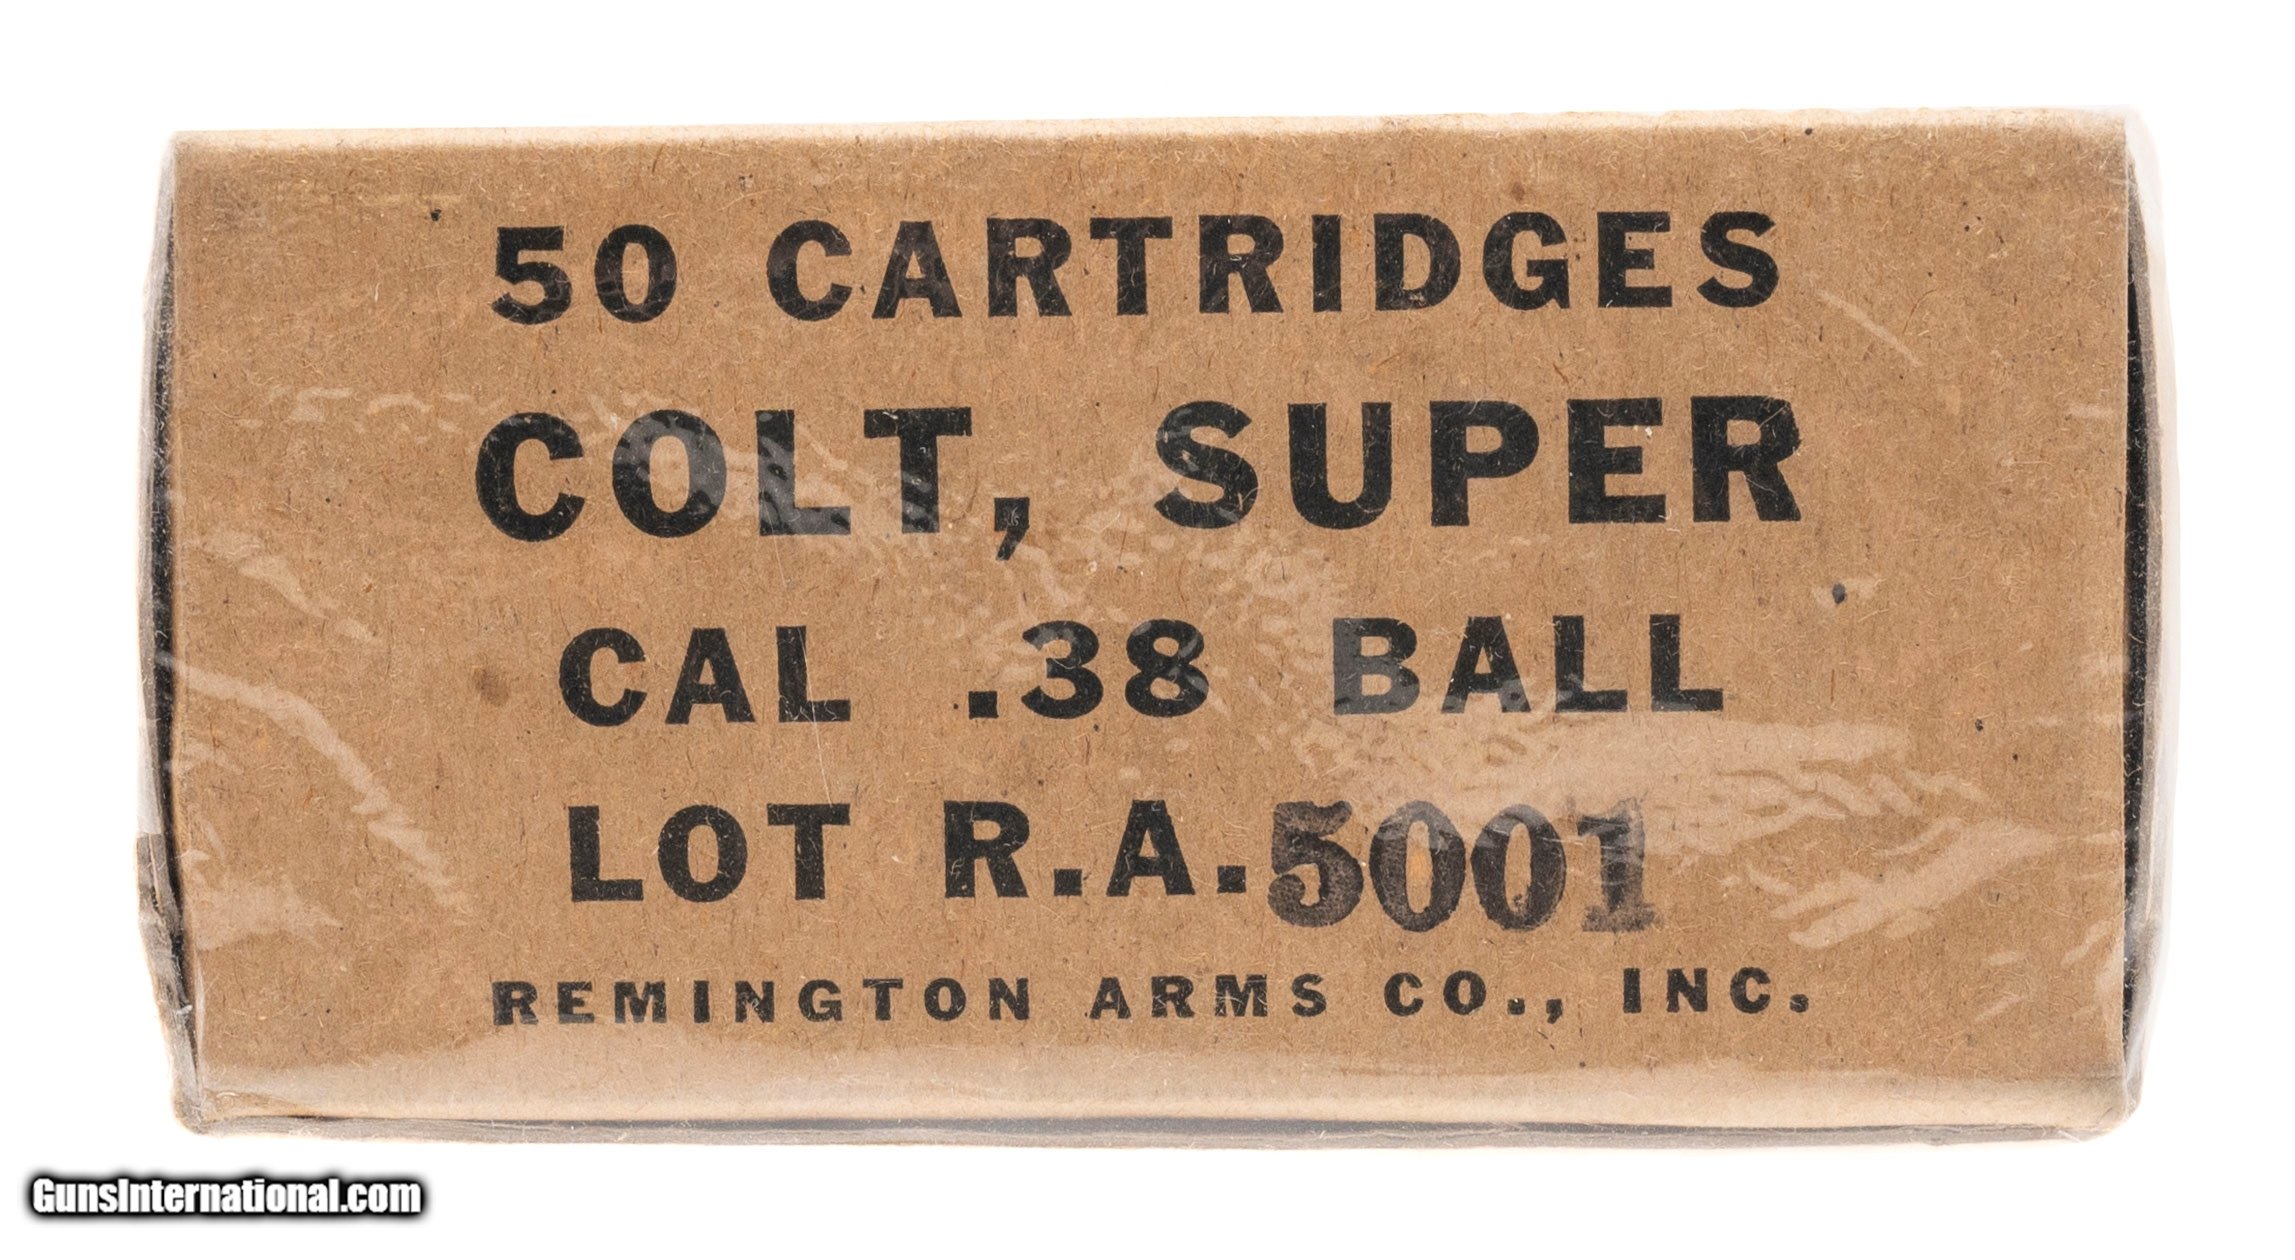 50 CARTRIDGES
COLT, SUPER
CAL .38 BALL
LOT R.A.5001
REMINGTON ARMS CO., INC.
GunsInternational.com